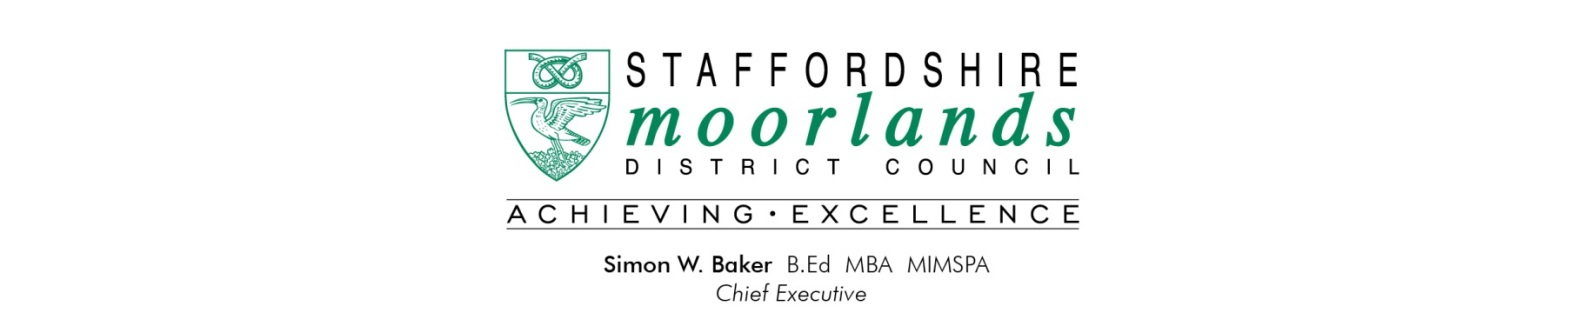 STAFFORDSHIRE
moorlands
DISTRICT COUNCIL
ACHIEVING · EXCELLENCE
Simon W. Baker B.Ed MBA MIMSPA
Chief Executive